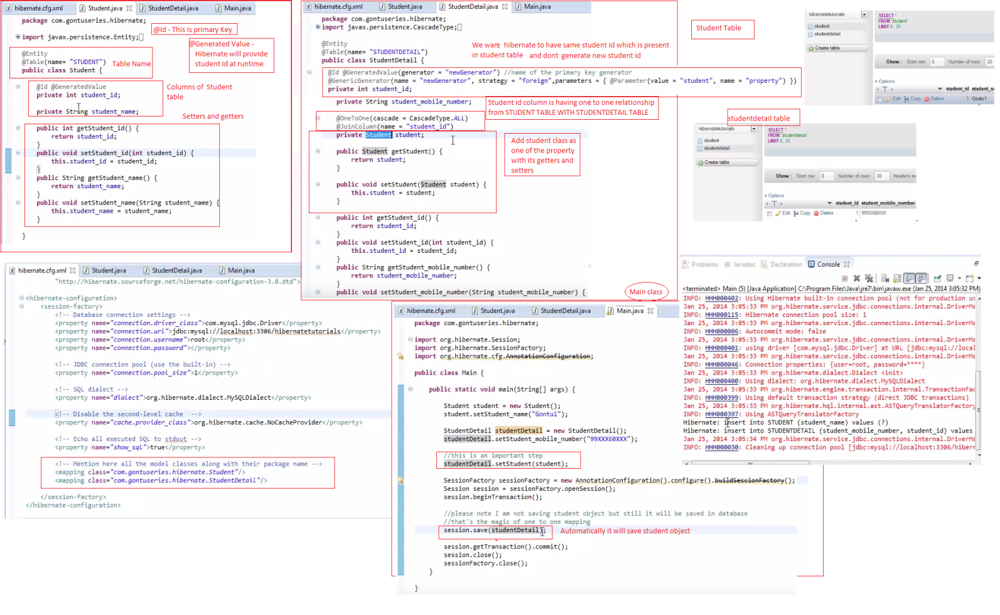 hibernate.cfg.xml Student.java StudentDetail.java Main.java
package com.gontuseries.hibernate;
@Id - This is primary Key
import javax.persistence.Entity;
@Generated Value -
Hibernate will provide
student id at runtime
@Entity
@Table(name= "STUDENT")
Table Name
public class Student {
@Id @GeneratedValue
private int student_id;
private String student_name;
Columns of Student
table
Setters and getters
public int getStudent_id() {
return student_id;
}
public void setStudent_id(int student_id) {
this.student_id = student_id;
}
public String getStudent_name() {
return student_name;
}
public void setStudent_name(String student_name) {
this.student_name = student_name;
}
}
hibernate.cfg.xml Student.java StudentDetail.java Main.java
package com.gontuseries.hibernate;
import javax.persistence.CascadeType;
@Entity
@Table(name= "STUDENTDETAIL")
public class StudentDetail {
We want hibernate to have same student id which is present
in student table and dont generate new student id
@Id @GeneratedValue(generator = "newGenerator") //name of the primary key generator
@GenericGenerator(name = "newGenerator", strategy = "foreign",parameters = { @Parameter(value = "student", name = "property") })
private int student_id;
private String student_mobile_number;
Student id column is having one to one relationship
from STUDENT TABLE WITH STUDENTDETAIL TABLE
@OneToOne(cascade = CascadeType.ALL)
@JoinColumn(name = "student_id")
private Student student;
public Student getStudent() {
return student;
}
public void setStudent(Student student) {
this.student = student;
}
Add student class as
one of the property
with its getters and
setters
public int getStudent_id() {
return student_id;
}
public void setStudent_id(int student_id) {
this.student_id = student_id;
}
public String getStudent_mobile_number() {
return student_mobile_number;
}
public void setStudent_mobile_number(String student_mobile_number) {
Student Table
hibernatetutorials
student
studentdetail
Create table
SELECT *
FROM `student`
LIMIT 0 , 30
Show : Start row: 0 Number of rows: 30
+ Options
student_id student_na
Edit Copy Delete 1 Gontu1
studentdetail table
hibernatetutorials
student
studentdetail
Create table
SELECT *
FROM `studentdetail`
LIMIT 0 , 30
Show : Start row: 0 Number of rows: 30 Headers ev
+ Options
student_id student_mobile_number
Edit Copy Delete 1 99XXX60XXX
hibernate.cfg.xml Student.java StudentDetail.java Main.java
"http://hibernate.sourceforge.net/hibernate-configuration-3.0.dtd">
<hibernate-configuration>
<session-factory>
<!-- Database connection settings -->
<property name="connection.driver_class">com.mysql.jdbc.Driver</property>
<property name="connection.url">jdbc:mysql://localhost:3306/hibernatetutorials</property>
<property name="connection.username">root</property>
<property name="connection.password"></property>
<!-- JDBC connection pool (use the built-in) -->
<property name="connection.pool_size">1</property>
<!-- SQL dialect -->
<property name="dialect">org.hibernate.dialect.MySQLDialect</property>
<!-- Disable the second-level cache -->
<property name="cache.provider_class">org.hibernate.cache.NoCacheProvider</property>
<!-- Echo all executed SQL to stdout -->
<property name="show_sql">true</property>
<!-- Mention here all the model classes along with their package name -->
<mapping class="com.gontuseries.hibernate.Student"/>
<mapping class="com.gontuseries.hibernate.StudentDetail"/>
</session-factory>
</hibernate-configuration>
Main class
hibernate.cfg.xml Student.java StudentDetail.java Main.java
package com.gontuseries.hibernate;
import org.hibernate.Session;
import org.hibernate.SessionFactory;
import org.hibernate.cfg.AnnotationConfiguration;
public class Main {
public static void main(String[] args) {
Student student = new Student();
student.setStudent_name("Gontu1");
StudentDetail studentDetail = new StudentDetail();
studentDetail.setStudent_mobile_number("99XXX60XXX");
//this is an important step
studentDetail.setStudent(student);
SessionFactory sessionFactory = new AnnotationConfiguration().configure().buildSessionFactory();
Session session = sessionFactory.openSession();
session.beginTransaction();
//please note I am not saving student object but still it will be saved in database
//that's the magic of one to one mapping
session.save(studentDetail);
Automatically it will save student object
session.getTransaction().commit();
session.close();
sessionFactory.close();
}
}
Problems @ Javadoc Declaration Console
<terminated> Main (5) [Java Application] C:\Program Files\Java\jre7\bin\javaw.exe (Jan 25, 2014 3:05:32 PM)
INFO: HHH000402: Using Hibernate built-in connection pool (not for production us
Jan 25, 2014 3:05:33 PM org.hibernate.service.jdbc.connections.internal.DriverMa
INFO: HHH000115: Hibernate connection pool size: 1
Jan 25, 2014 3:05:33 PM org.hibernate.service.jdbc.connections.internal.DriverMa
INFO: HHH000006: Autocommit mode: false
Jan 25, 2014 3:05:33 PM org.hibernate.service.jdbc.connections.internal.DriverMa
INFO: HHH000401: using driver [com.mysql.jdbc.Driver] at URL [jdbc:mysql://local
Jan 25, 2014 3:05:33 PM org.hibernate.service.jdbc.connections.internal.DriverMa
INFO: HHH000046: Connection properties: {user=root, password=****}
Jan 25, 2014 3:05:33 PM org.hibernate.dialect.Dialect <init>
INFO: HHH000400: Using dialect: org.hibernate.dialect.MySQLDialect
Jan 25, 2014 3:05:33 PM org.hibernate.engine.transaction.internal.TransactionFac
INFO: HHH000399: Using default transaction strategy (direct JDBC transactions)
Jan 25, 2014 3:05:33 PM org.hibernate.hql.internal.ast.ASTQueryTranslatorFactory
INFO: HHH000397: Using ASTQueryTranslatorFactory
Hibernate: insert into STUDENT (student_name) values (?)
Hibernate: insert into STUDENTDETAIL (student_mobile_number, student_id) values
Jan 25, 2014 3:05:34 PM org.hibernate.service.jdbc.connections.internal.DriverMa
INFO: HHH000030: Cleaning up connection pool [jdbc:mysql://localhost:3306/hibern